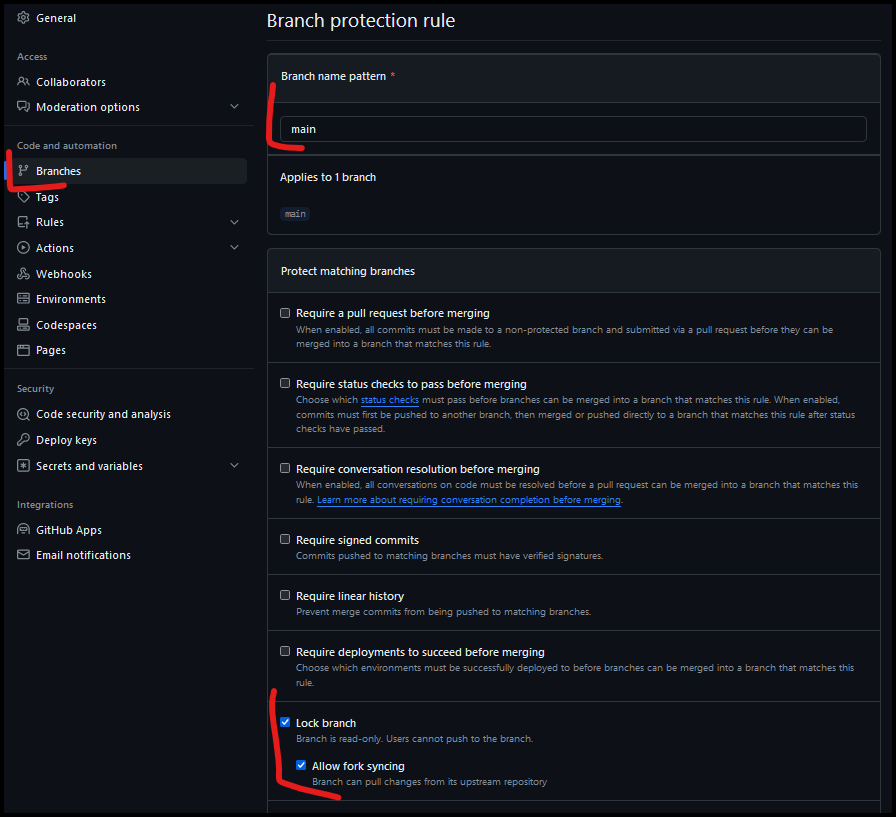 General
Access
Collaborators
Moderation options
Code and automation
Branches
Tags
Rules
Actions
Webhooks
Environments
Codespaces
Pages
Security
Code security and analysis
Deploy keys
Secrets and variables
Integrations
GitHub Apps
Email notifications
Branch protection rule
Branch name pattern *
main
Applies to 1 branch
main
Protect matching branches
Require a pull request before merging
When enabled, all commits must be made to a non-protected branch and submitted via a pull request before they can be
merged into a branch that matches this rule.
Require status checks to pass before merging
Choose which status checks must pass before branches can be merged into a branch that matches this rule. When enabled,
commits must first be pushed to another branch, then merged or pushed directly to a branch that matches this rule after status
checks have passed.
Require conversation resolution before merging
When enabled, all conversations on code must be resolved before a pull request can be merged into a branch that matches this
rule. Learn more about requiring conversation completion before merging.
Require signed commits
Commits pushed to matching branches must have verified signatures.
Require linear history
Prevent merge commits from being pushed to matching branches.
Require deployments to succeed before merging
Choose which environments must be successfully deployed to before branches can be merged into a branch that matches this
rule.
Lock branch
Branch is read-only. Users cannot push to the branch.
Allow fork syncing
Branch can pull changes from its upstream repository